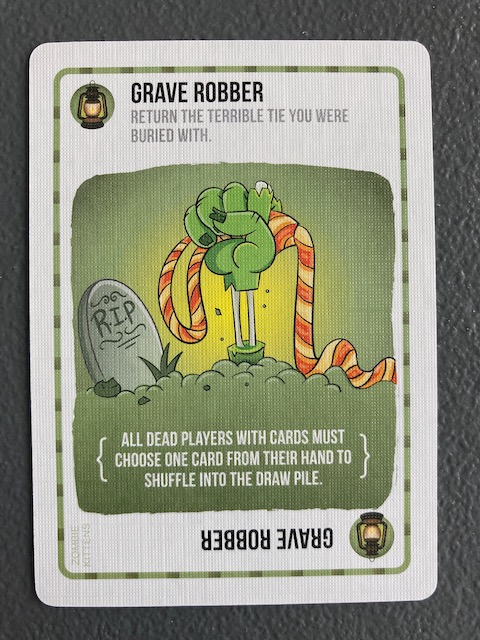 GRAVE ROBBER
RETURN THE TERRIBLE TIE YOU WERE
BURIED WITH.
R.I.P
ALL DEAD PLAYERS WITH CARDS MUST
CHOOSE ONE CARD FROM THEIR HAND TO
SHUFFLE INTO THE DRAW PILE.
ZOMBIE
KITTENS
GRAVE ROBBER